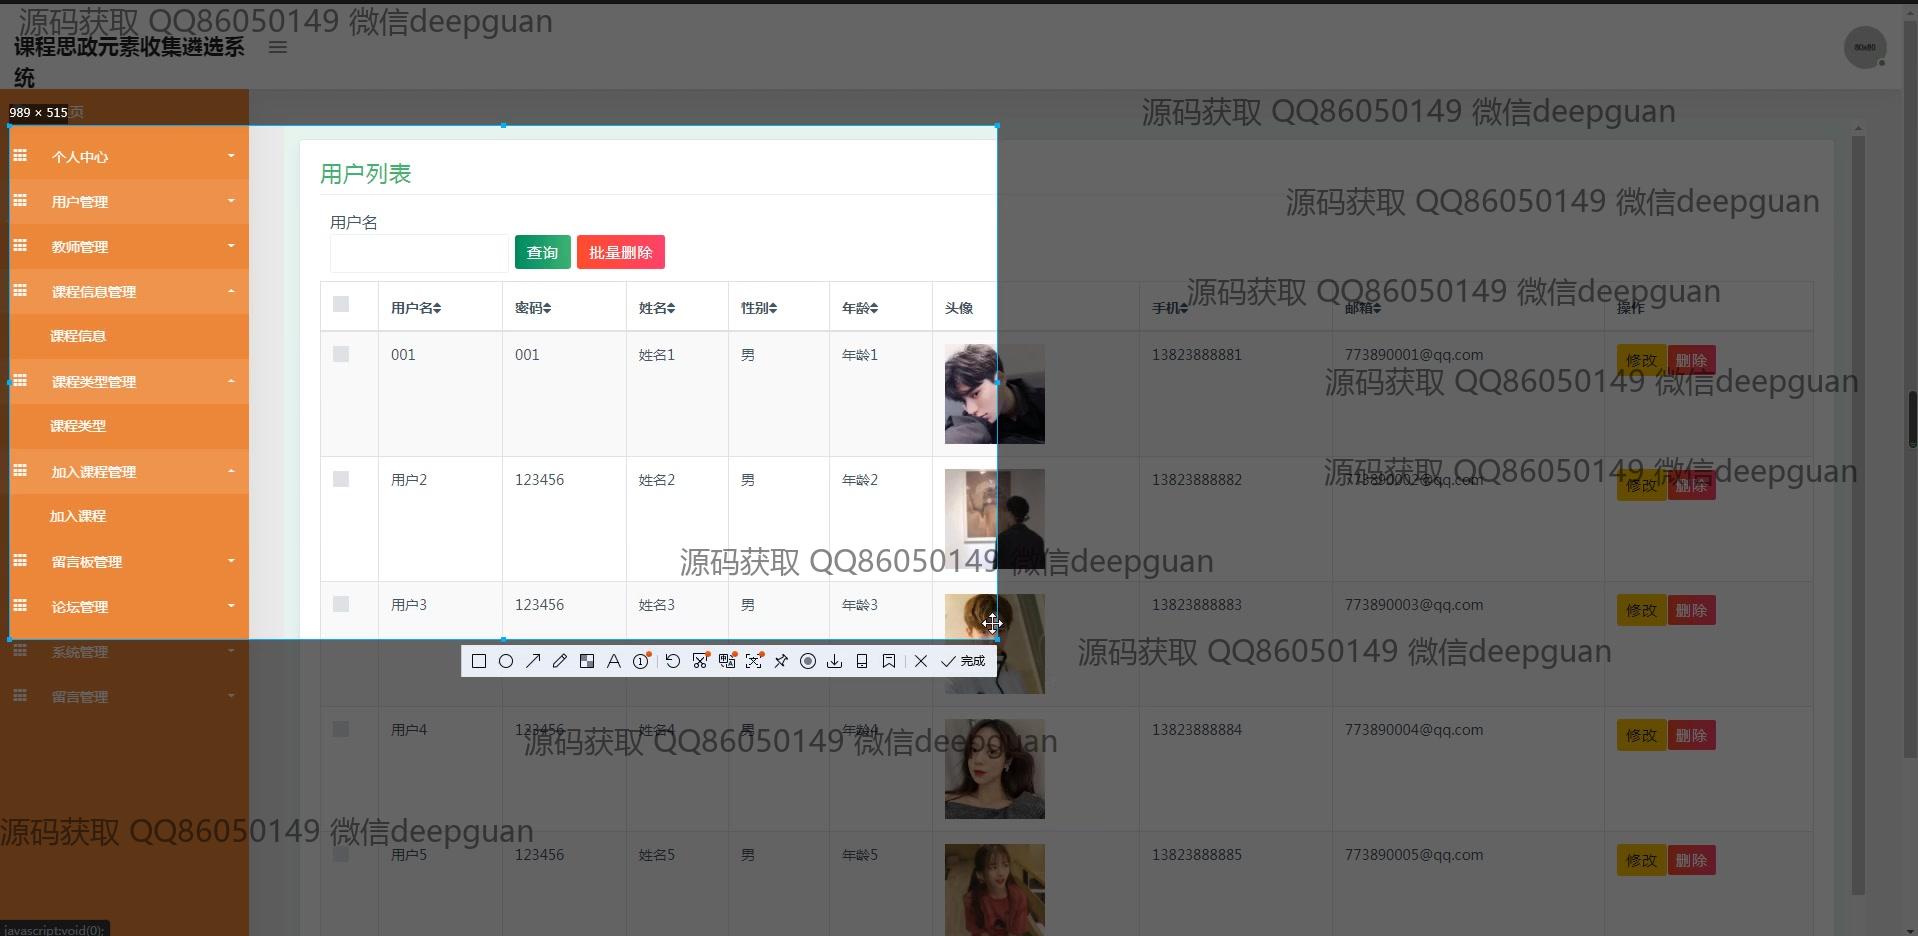 源码获取 QQ86050149 微信deepguan
课程思政元素收集遴选系
统
80x80
989 × 515
页
源码获取 QQ86050149 微信deepguan
个人中心
用户管理
教师管理
课程信息管理
课程信息
课程类型管理
课程类型
加入课程管理
加入课程
留言板管理
论坛管理
系统管理
留言管理
用户列表
源码获取 QQ86050149 微信deepguan
用户名
查询 批量删除
源码获取 QQ86050149 微信deepguan
用户名 密码 姓名 性别 年龄 头像 手机 邮箱 操作
001 001 姓名1 男 年龄1 13823888881 773890001@qq.com 修改 删除
源码获取 QQ86050149 微信deepguan
源码获取 QQ86050149 微信deepguan
用户2 123456 姓名2 男 年龄2 13823888882 773890002@qq.com 修改 删除
源码获取 QQ86050149 微信deepguan
用户3 123456 姓名3 男 年龄3 13823888883 773890003@qq.com 修改 删除
源码获取 QQ86050149 微信deepguan
完成
用户4 123456 姓名4 男 年龄4 13823888884 773890004@qq.com 修改 删除
源码获取 QQ86050149 微信deepguan
源码获取 QQ86050149 微信deepguan
用户5 123456 姓名5 男 年龄5 13823888885 773890005@qq.com 修改 删除
javascript:void(0);